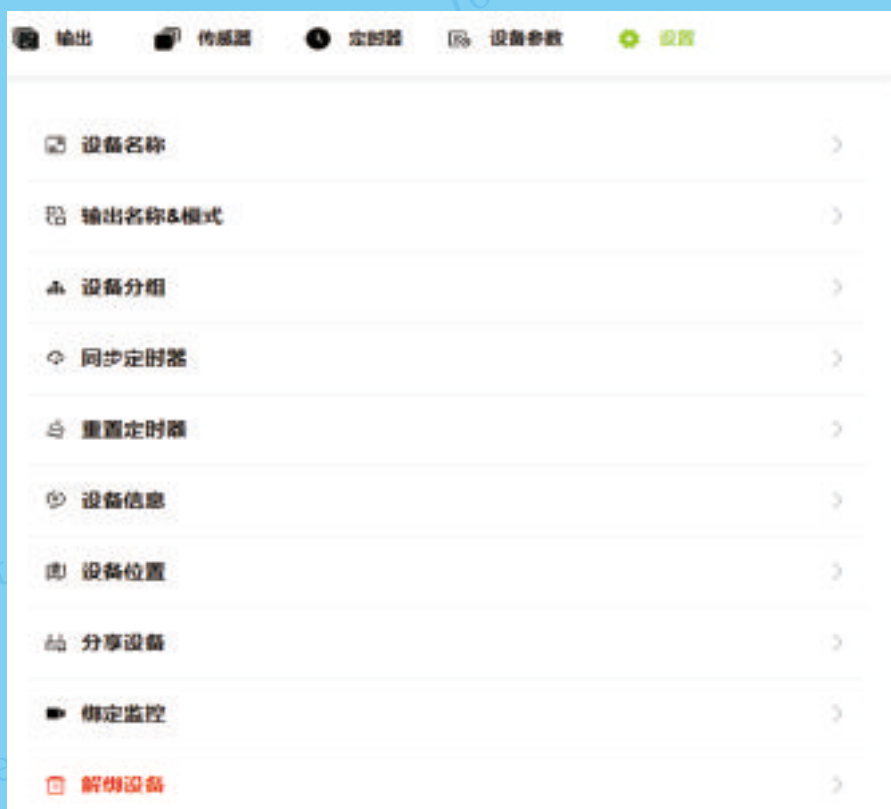 输出 传感器 定时器 设备参数 设置
设备名称
输出名称&模式
设备分组
同步定时器
重置定时器
设备信息
设备位置
分享设备
绑定监控
解绑设备